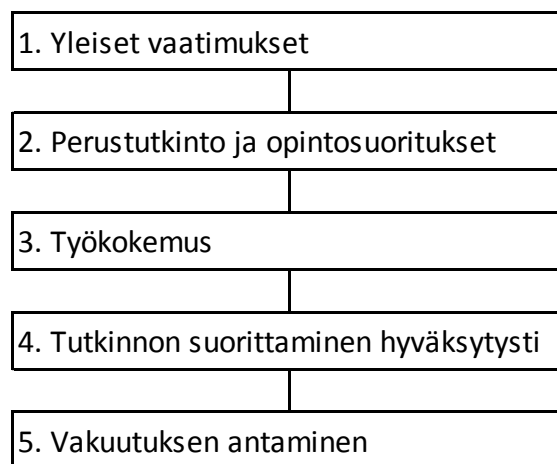 1. Yleiset vaatimukset
2. Perustutkinto ja opintosuoritukset
3. Työkokemus
4. Tutkinnon suorittaminen hyväksytysti
5. Vakuutuksen antaminen